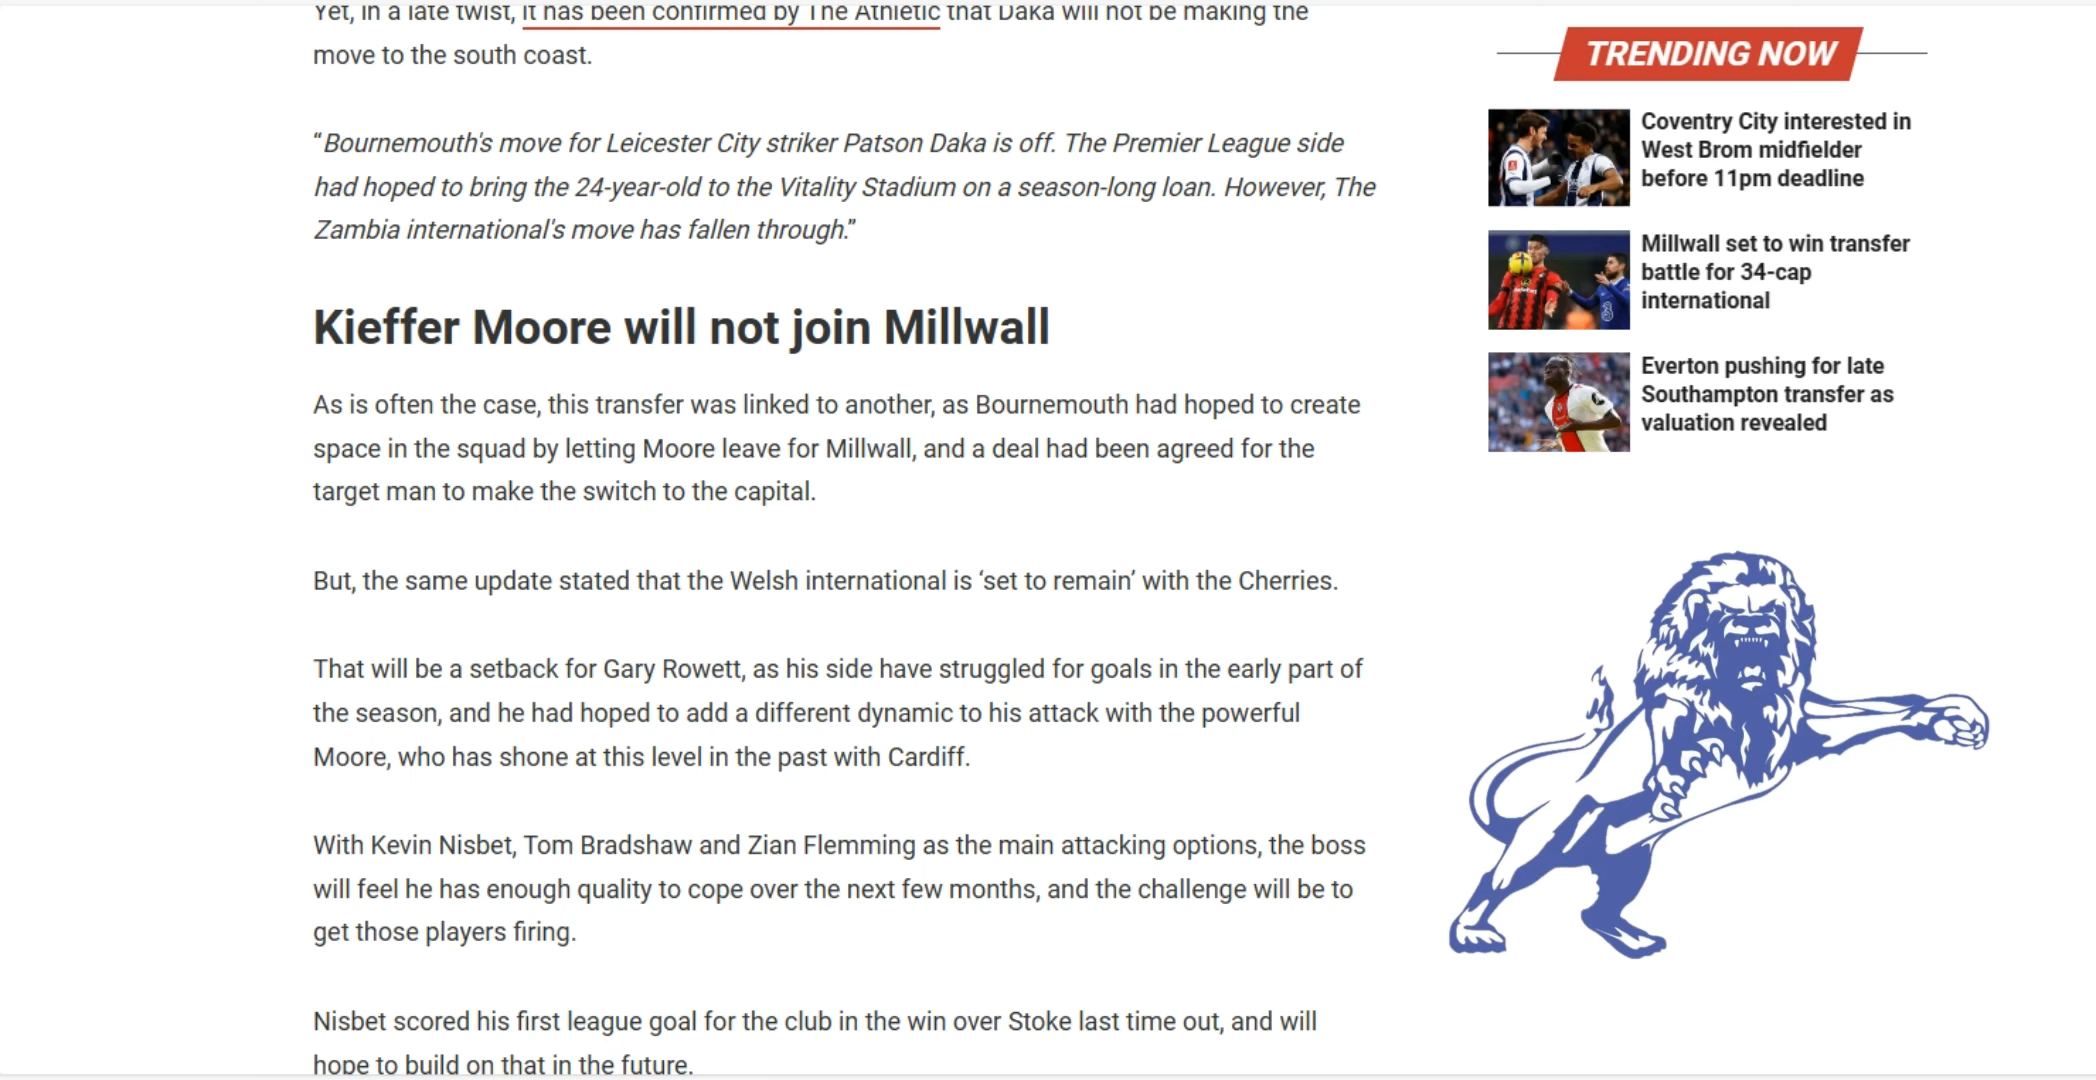 Yet, in a late twist, it has been confirmed by The Athletic that Daka will not be making the
move to the south coast.
“Bournemouth's move for Leicester City striker Patson Daka is off. The Premier League side
had hoped to bring the 24-year-old to the Vitality Stadium on a season-long loan. However, The
Zambia international's move has fallen through.”
Kieffer Moore will not join Millwall
As is often the case, this transfer was linked to another, as Bournemouth had hoped to create
space in the squad by letting Moore leave for Millwall, and a deal had been agreed for the
target man to make the switch to the capital.
But, the same update stated that the Welsh international is ‘set to remain’ with the Cherries.
That will be a setback for Gary Rowett, as his side have struggled for goals in the early part of
the season, and he had hoped to add a different dynamic to his attack with the powerful
Moore, who has shone at this level in the past with Cardiff.
With Kevin Nisbet, Tom Bradshaw and Zian Flemming as the main attacking options, the boss
will feel he has enough quality to cope over the next few months, and the challenge will be to
get those players firing.
Nisbet scored his first league goal for the club in the win over Stoke last time out, and will
hope to build on that in the future.
TRENDING NOW
Coventry City interested in
West Brom midfielder
before 11pm deadline
Millwall set to win transfer
battle for 34-cap
international
Everton pushing for late
Southampton transfer as
valuation revealed